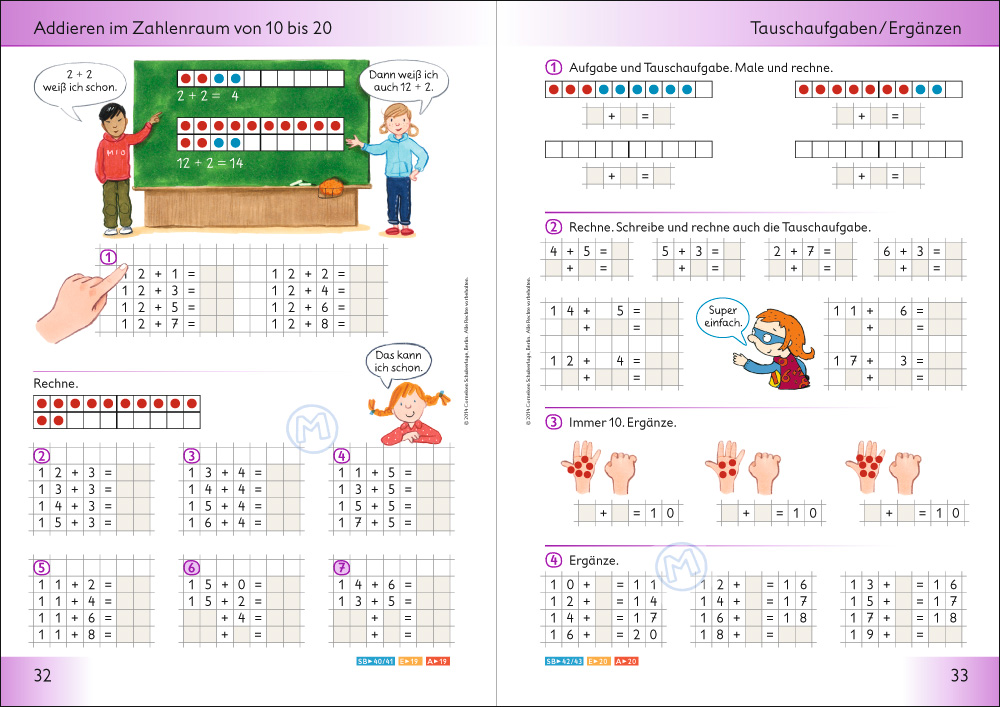 Addieren im Zahlenraum von 10 bis 20
2 + 2
weiß ich schon.
2 + 2 = 4
12 + 2 = 14
Dann weiß ich
auch 12 + 2.
MIO
1
12 + 1 =
12 + 3 =
12 + 5 =
12 + 7 =
12 + 2 =
12 + 4 =
12 + 6 =
12 + 8 =
Das kann
ich schon.
Rechne.
M
2
12 + 3 =
13 + 3 =
14 + 3 =
15 + 3 =
3
13 + 4 =
14 + 4 =
15 + 4 =
16 + 4 =
4
11 + 5 =
13 + 5 =
15 + 5 =
17 + 5 =
5
11 + 2 =
11 + 4 =
11 + 6 =
11 + 8 =
6
15 + 0 =
15 + 2 =
+ 4 =
+ =
7
14 + 6 =
13 + 5 =
+ =
+ =
SB▸40/41 E▸19 A▸19
32
© 2014 Cornelsen Schulverlage, Berlin. Alle Rechte vorbehalten.
Tauschaufgaben/Ergänzen
© 2014 Cornelsen Schulverlage, Berlin. Alle Rechte vorbehalten.
1 Aufgabe und Tauschaufgabe. Male und rechne.
+ =
+ =
+ =
+ =
2 Rechne. Schreibe und rechne auch die Tauschaufgabe.
4 + 5 =
+ =
5 + 3 =
+ =
2 + 7 =
+ =
6 + 3 =
+ =
14 + 5 =
+ =
12 + 4 =
+ =
Super
einfach.
11 + 6 =
+ =
17 + 3 =
+ =
3 Immer 10. Ergänze.
+ = 10
+ = 10
+ = 10
4 Ergänze.
M
10 + = 11
12 + = 14
14 + = 17
16 + = 20
12 + = 16
14 + = 17
16 + = 18
18 + =
13 + = 16
15 + = 17
17 + = 18
19 + =
SB▸42/43 E▸20 A▸20
33